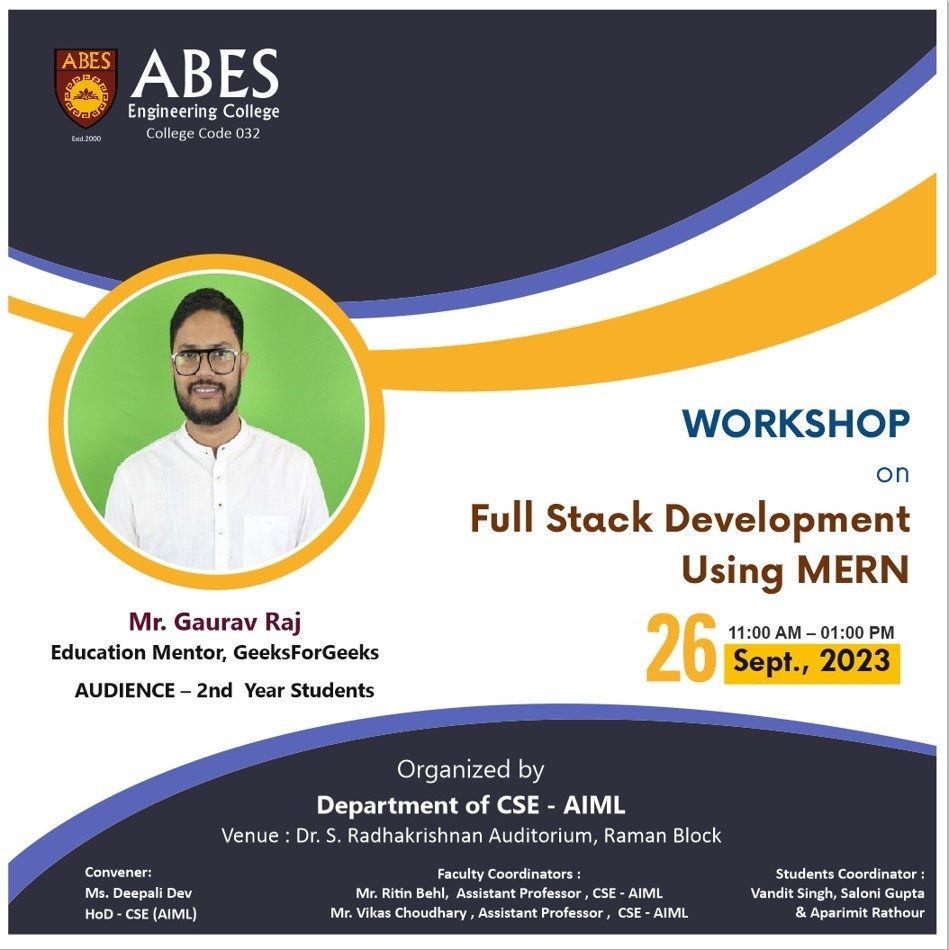 ABES
ABES
Engineering College
College Code 032
Estd.2000
WORKSHOP
on
Full Stack Development
Using MERN
Mr. Gaurav Raj
Education Mentor, GeeksForGeeks
AUDIENCE – 2nd Year Students
26
11:00 AM – 01:00 PM
Sept., 2023
Organized by
Department of CSE - AIML
Venue : Dr. S. Radhakrishnan Auditorium, Raman Block
Convener:
Ms. Deepali Dev
HoD - CSE (AIML)
Faculty Coordinators :
Mr. Ritin Behl, Assistant Professor , CSE - AIML
Mr. Vikas Choudhary , Assistant Professor , CSE - AIML
Students Coordinator :
Vandit Singh, Saloni Gupta
& Aparimit Rathour